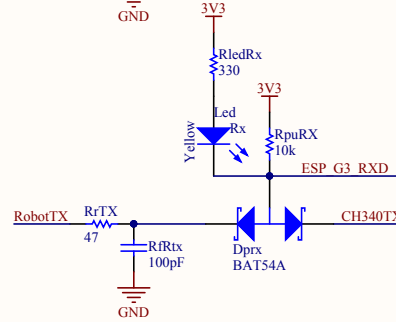 GND
3V3
RledRx
330
3V3
Led
Rx
Yellow
RpuRX
10k
ESP_G3_RXD
RobotTX
RrTX
47
CH340TX
RfRtx
100pF
Dprx
BAT54A
GND